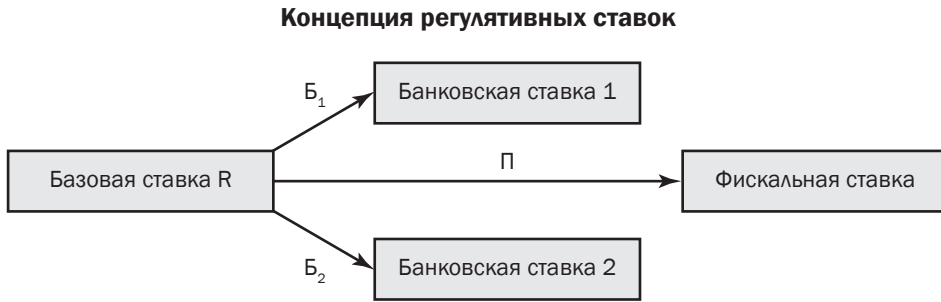 Концепция регулятивных ставок
Б₁
Банковская ставка 1
Базовая ставка R
П
Фискальная ставка
Б₂
Банковская ставка 2